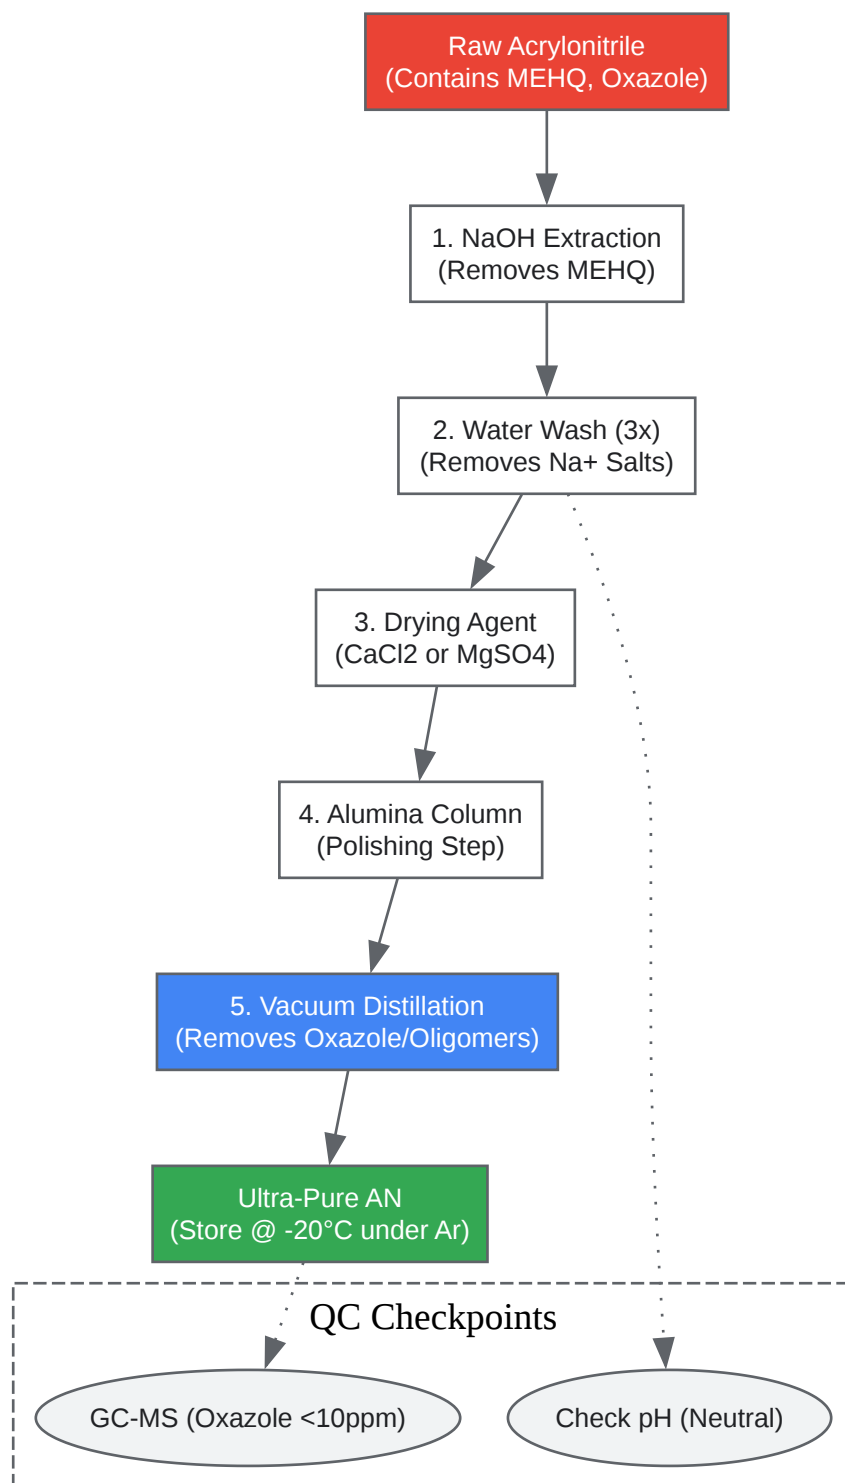 Raw Acrylonitrile
(Contains MEHQ, Oxazole)
1. NaOH Extraction
(Removes MEHQ)
2. Water Wash (3x)
(Removes Na+ Salts)
3. Drying Agent
(CaCl2 or MgSO4)
4. Alumina Column
(Polishing Step)
5. Vacuum Distillation
(Removes Oxazole/Oligomers)
Ultra-Pure AN
(Store @ -20°C under Ar)
QC Checkpoints
GC-MS (Oxazole <10ppm)
Check pH (Neutral)